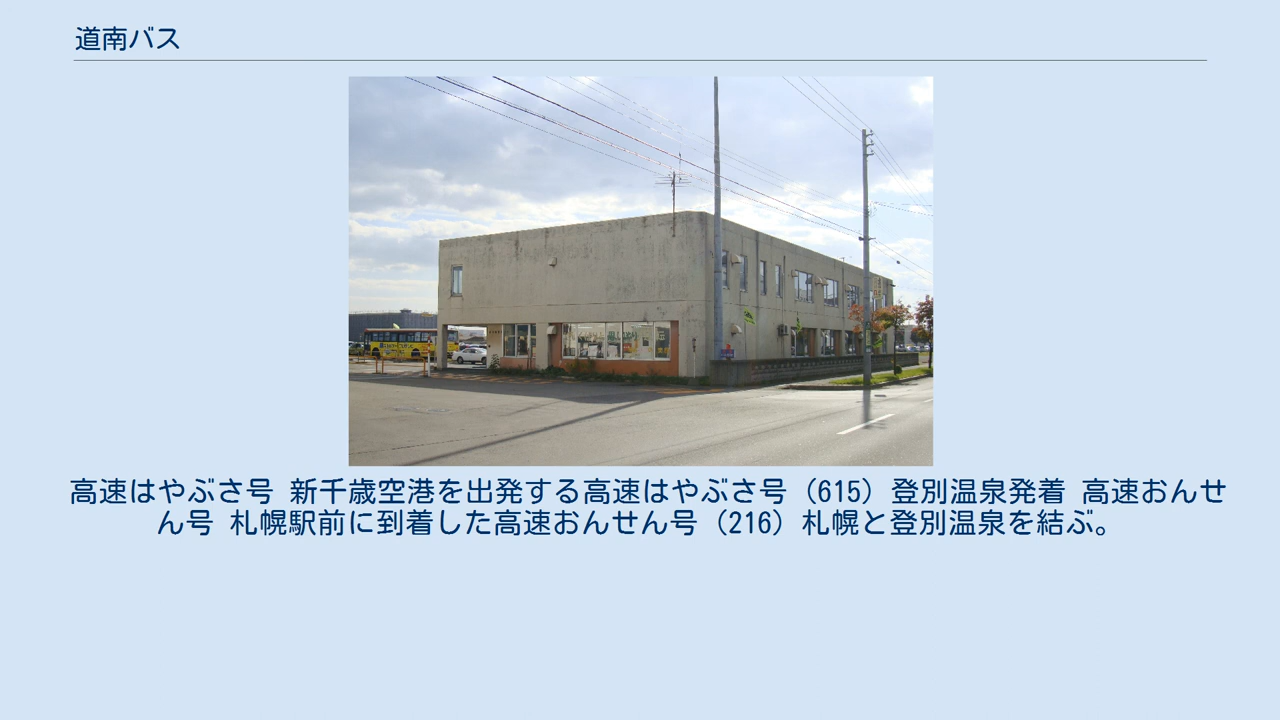 道南バス
高速はやぶさ号 新千歳空港を出発する高速はやぶさ号（615）登別温泉発着 高速おんせ
ん号 札幌駅前に到着した高速おんせん号（216）札幌と登別温泉を結ぶ。